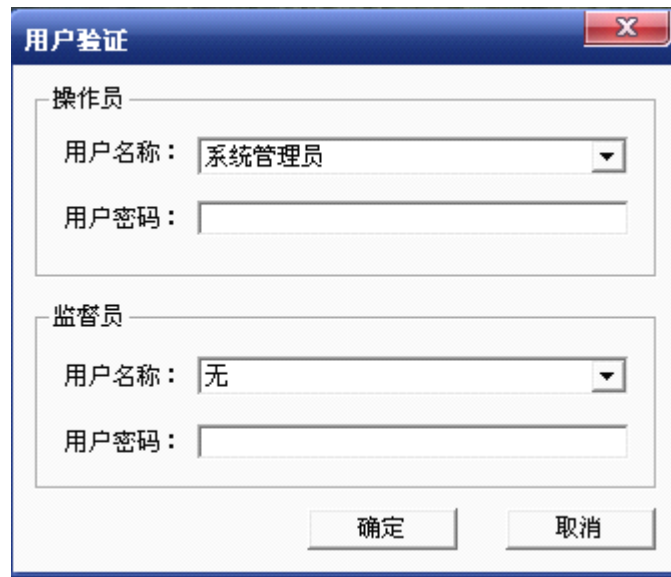 用户验证
操作员
用户名称： 系统管理员
用户密码：
监督员
用户名称： 无
用户密码：
确定 取消